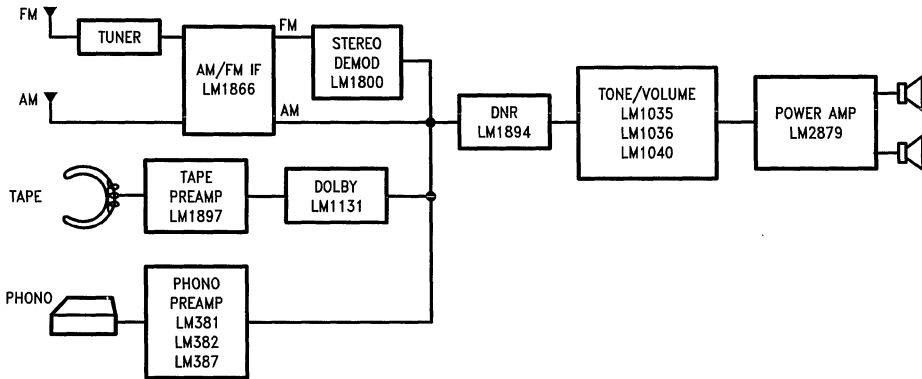 FM
TUNER
AM
AM/FM IF
LM1866
FM
AM
STEREO
DEMOD
LM1800
DNR
LM1894
TONE/VOLUME
LM1035
LM1036
LM1040
POWER AMP
LM2879
TAPE
TAPE
PREAMP
LM1897
DOLBY
LM1131
PHONO
PHONO
PREAMP
LM381
LM382
LM387